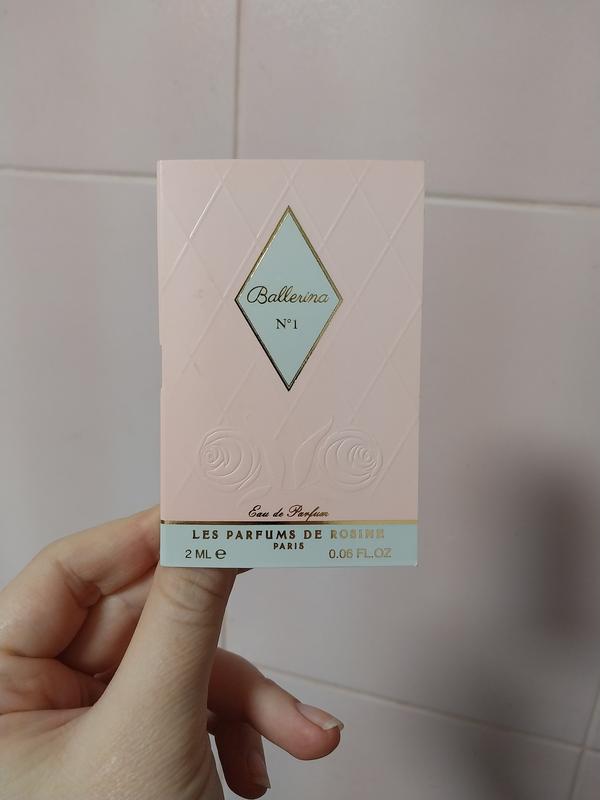 Ballerina
N°1
Eau de Parfum
LES PARFUMS DE ROSINE
PARIS
2 ML ℮ 0.06 FL.OZ